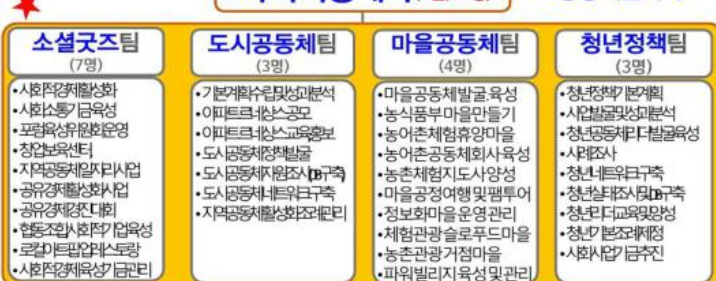 소셜굿즈팀
(7명)
• 사회적경제활성화
• 사회소통기금육성
• 포럼육성위원회운영
• 창업보육센터
• 지역공동체일자리사업
• 공유경제활성화사업
• 공유경제경진대회
• 협동조합사회적기업육성
• 로컬아트팝업레스토랑
• 사회적경제육성기금관리
도시공동체팀
(3명)
• 기본계획수립및성과분석
• 아파트르네상스공모
• 아파트르네상스교육홍보
• 도시공동체정책발굴
• 도시공동체자원조사(DB구축)
• 도시공동체네트워크구축
• 지역공동체활성화조례관리
마을공동체팀
(4명)
• 마을공동체발굴.육성
• 농식품부마을만들기
• 농어촌체험휴양마을
• 농어촌공동체회사육성
• 농촌체험지도사양성
• 마을공정여행및팸투어
• 정보화마을운영관리
• 체험관광슬로푸드마을
• 농촌관광거점마을
• 파워빌리지육성및관리
청년정책팀
(3명)
• 청년정책기본계획
• 사업발굴및성과분석
• 청년공동체리더발굴육성
• 사례조사
• 청년네트워크구축
• 청년실태조사및DB구축
• 청년리더교육및양성
• 청년기본조례제정
• 사회사업기금추진